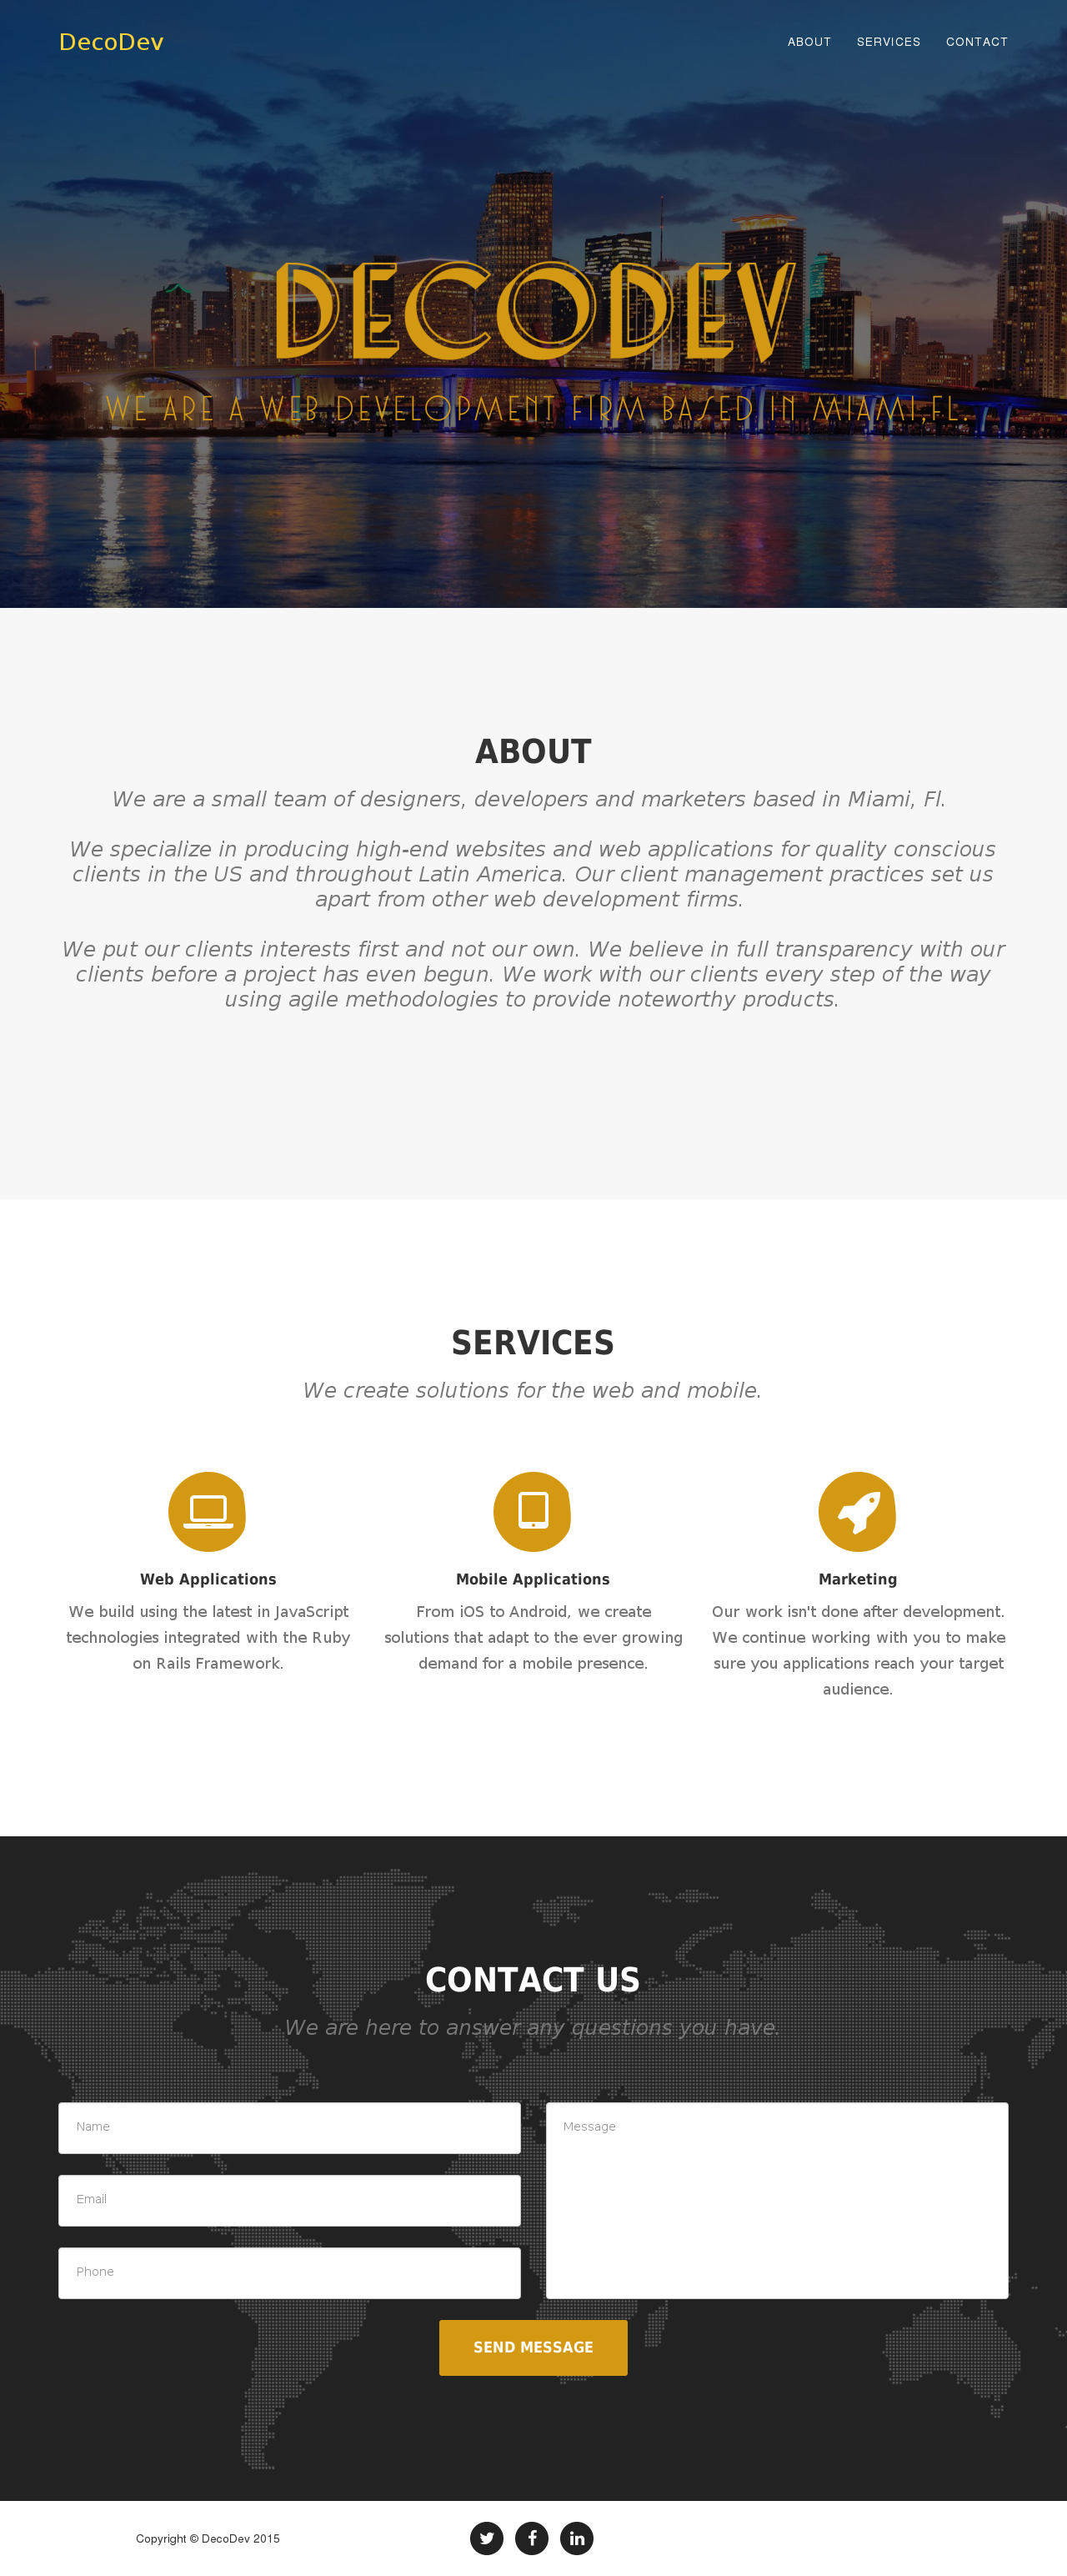 DecoDev
ABOUT
SERVICES
CONTACT
DECODEV
WE ARE A WEB DEVELOPMENT FIRM BASED IN MIAMI,FL.
ABOUT
We are a small team of designers, developers and marketers based in Miami, Fl.
We specialize in producing high-end websites and web applications for quality conscious
clients in the US and throughout Latin America. Our client management practices set us
apart from other web development firms.
We put our clients interests first and not our own. We believe in full transparency with our
clients before a project has even begun. We work with our clients every step of the way
using agile methodologies to provide noteworthy products.
SERVICES
We create solutions for the web and mobile.
Web Applications
We build using the latest in JavaScript
technologies integrated with the Ruby
on Rails Framework.
Mobile Applications
From iOS to Android, we create
solutions that adapt to the ever growing
demand for a mobile presence.
Marketing
Our work isn't done after development.
We continue working with you to make
sure you applications reach your target
audience.
CONTACT US
We are here to answer any questions you have.
Name
Email
Phone
Message
SEND MESSAGE
Copyright © DecoDev 2015